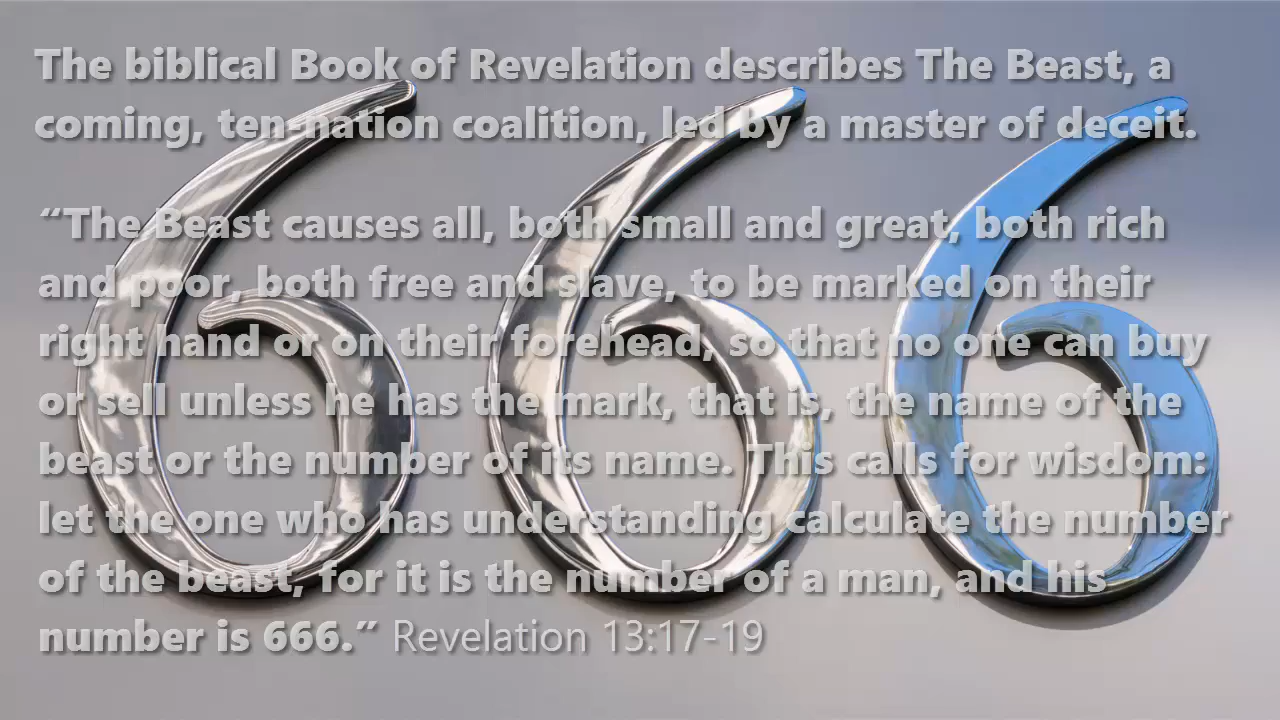 The biblical Book of Revelation describes The Beast, a
coming, ten-nation coalition, led by a master of deceit.
“The Beast causes all, both small and great, both rich
and poor, both free and slave, to be marked on their
right hand or on their forehead, so that no one can buy
or sell unless he has the mark, that is, the name of the
beast or the number of its name. This calls for wisdom:
let the one who has understanding calculate the number
of the beast, for it is the number of a man, and his
number is 666.” Revelation 13:17-19
666